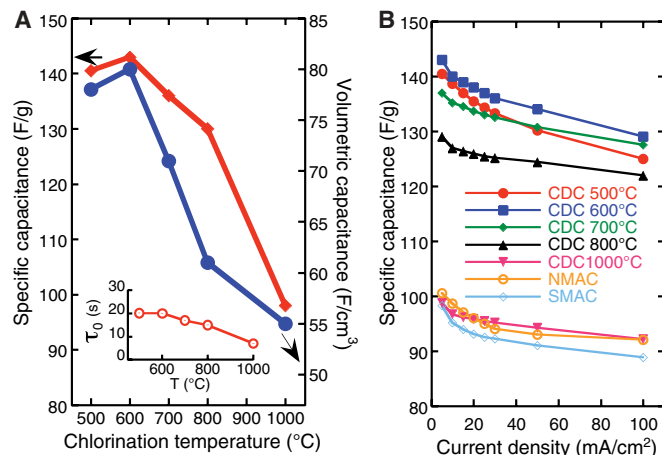 A
Specific capacitance (F/g)
150
140
130
120
110
100
90
80
85
80
75
70
65
60
55
50
Volumetric capacitance (F/cm3)
500 600 700 800 900 1000
Chlorination temperature (°C)
τ0 (s)
30
20
10
0
600 800 1000
T (°C)
B
Specific capacitance (F/g)
150
140
130
120
110
100
90
80
CDC 500°C
CDC 600°C
CDC 700°C
CDC 800°C
CDC1000°C
NMAC
SMAC
0 20 40 60 80 100
Current density (mA/cm2)